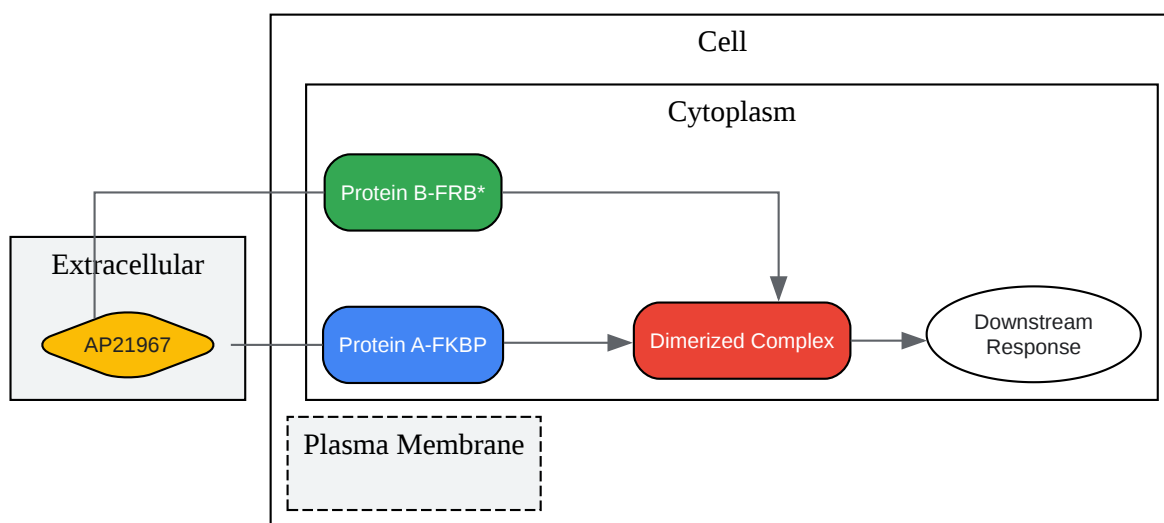 Cell
Cytoplasm
Protein B-FRB*
Extracellular
AP21967
Protein A-FKBP
Dimerized Complex
Downstream
Response
Plasma Membrane